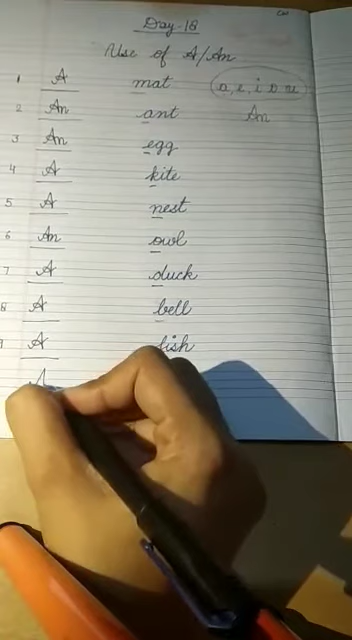 Day-18
Use of A/An
1 A mat a, e, i o u
2 An ant An
3 An egg
4 A kite
5 A nest
6 An owl
7 A duck
8 A bell
9 A fish
A